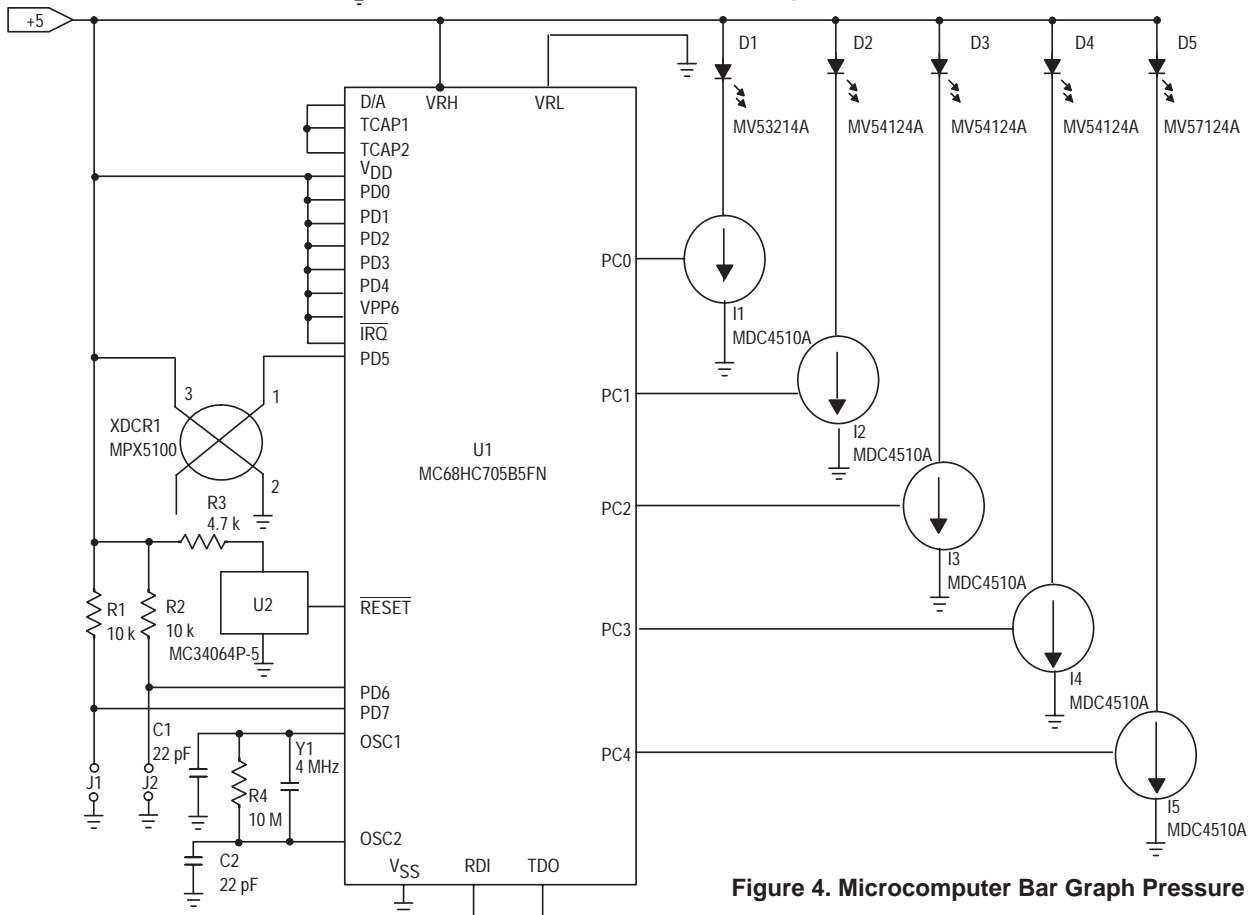 +5
D1
D2
D3
D4
D5
MV53214A
MV54124A
MV54124A
MV54124A
MV57124A
D/A
VRH
VRL
TCAP1
TCAP2
VDD
PD0
PD1
PD2
PD3
PD4
VPP6
IRQ
PD5
PC0
I1
MDC4510A
3
1
XDCR1
MPX5100
2
PC1
I2
MDC4510A
U1
MC68HC705B5FN
R3
4.7 k
PC2
I3
MDC4510A
R1
10 k
R2
10 k
U2
RESET
MC34064P-5
PC3
I4
MDC4510A
PD6
PD7
C1
22 pF
OSC1
Y1
4 MHz
PC4
J1
J2
R4
10 M
I5
MDC4510A
OSC2
C2
22 pF
VSS
RDI
TDO
Figure 4. Microcomputer Bar Graph Pressure